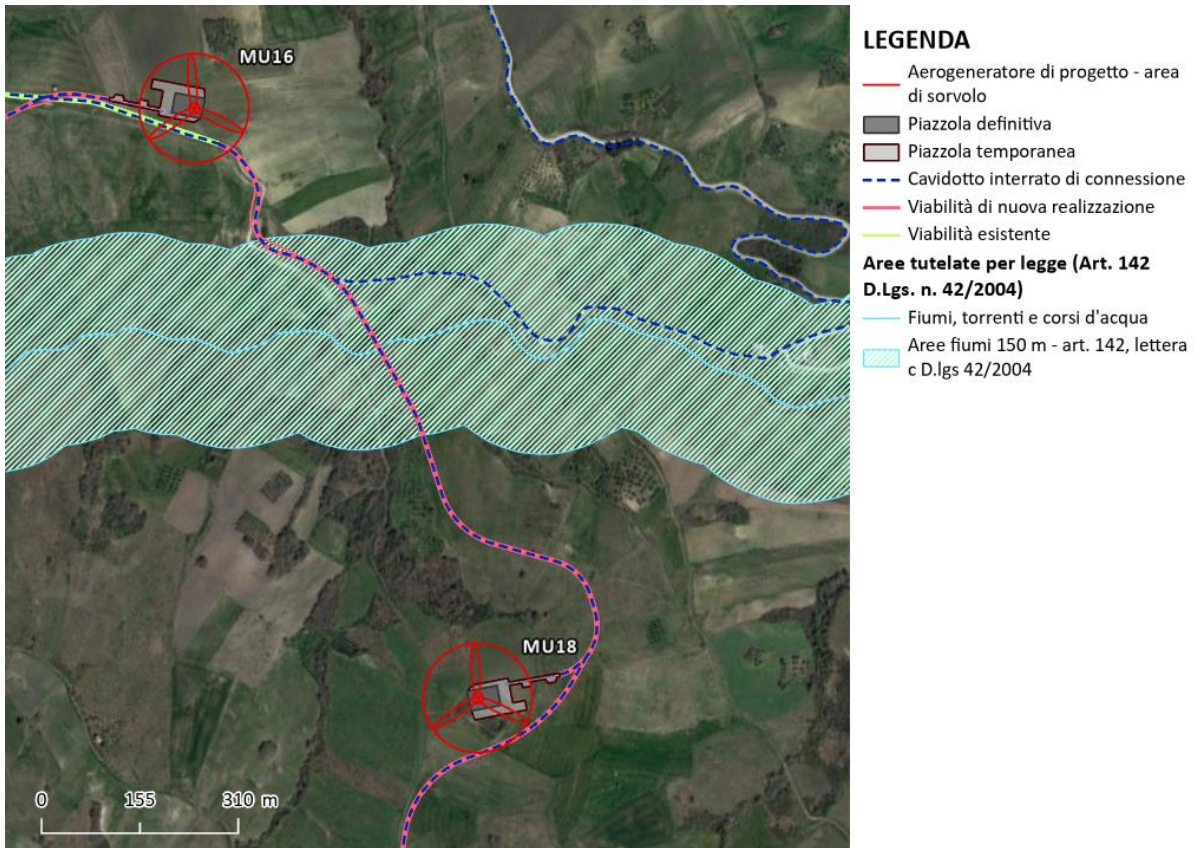 MU16
MU18
0 155 310 m
LEGENDA
Aerogeneratore di progetto - area
di sorvolo
Piazzola definitiva
Piazzola temporanea
Cavidotto interrato di connessione
Viabilità di nuova realizzazione
Viabilità esistente
Aree tutelate per legge (Art. 142
D.Lgs. n. 42/2004)
Fiumi, torrenti e corsi d'acqua
Aree fiumi 150 m - art. 142, lettera
c D.lgs 42/2004